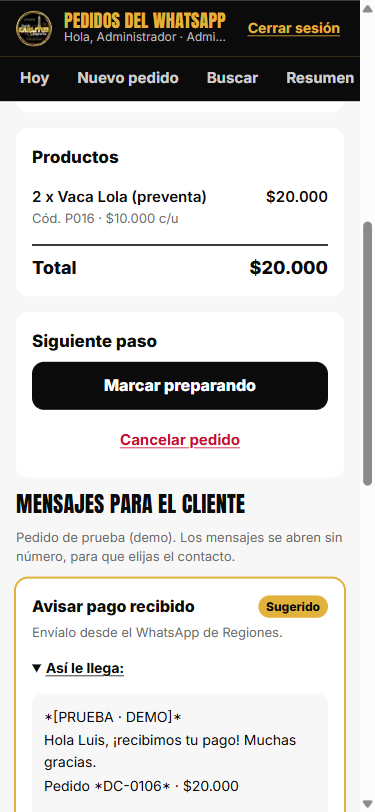 PEDIDOS DEL WHATSAPP
Hola, Administrador · Admi...
Cerrar sesión
Hoy Nuevo pedido Buscar Resumen
Productos
2 x Vaca Lola (preventa) $20.000
Cód. P016 · $10.000 c/u
Total $20.000
Siguiente paso
Marcar preparando
Cancelar pedido
MENSAJES PARA EL CLIENTE
Pedido de prueba (demo). Los mensajes se abren sin
número, para que elijas el contacto.
Avisar pago recibido Sugerido
Envíalo desde el WhatsApp de Regiones.
▼ Así le llega:
*[PRUEBA · DEMO]*
Hola Luis, ¡recibimos tu pago! Muchas
gracias.
Pedido *DC-0106* · $20.000